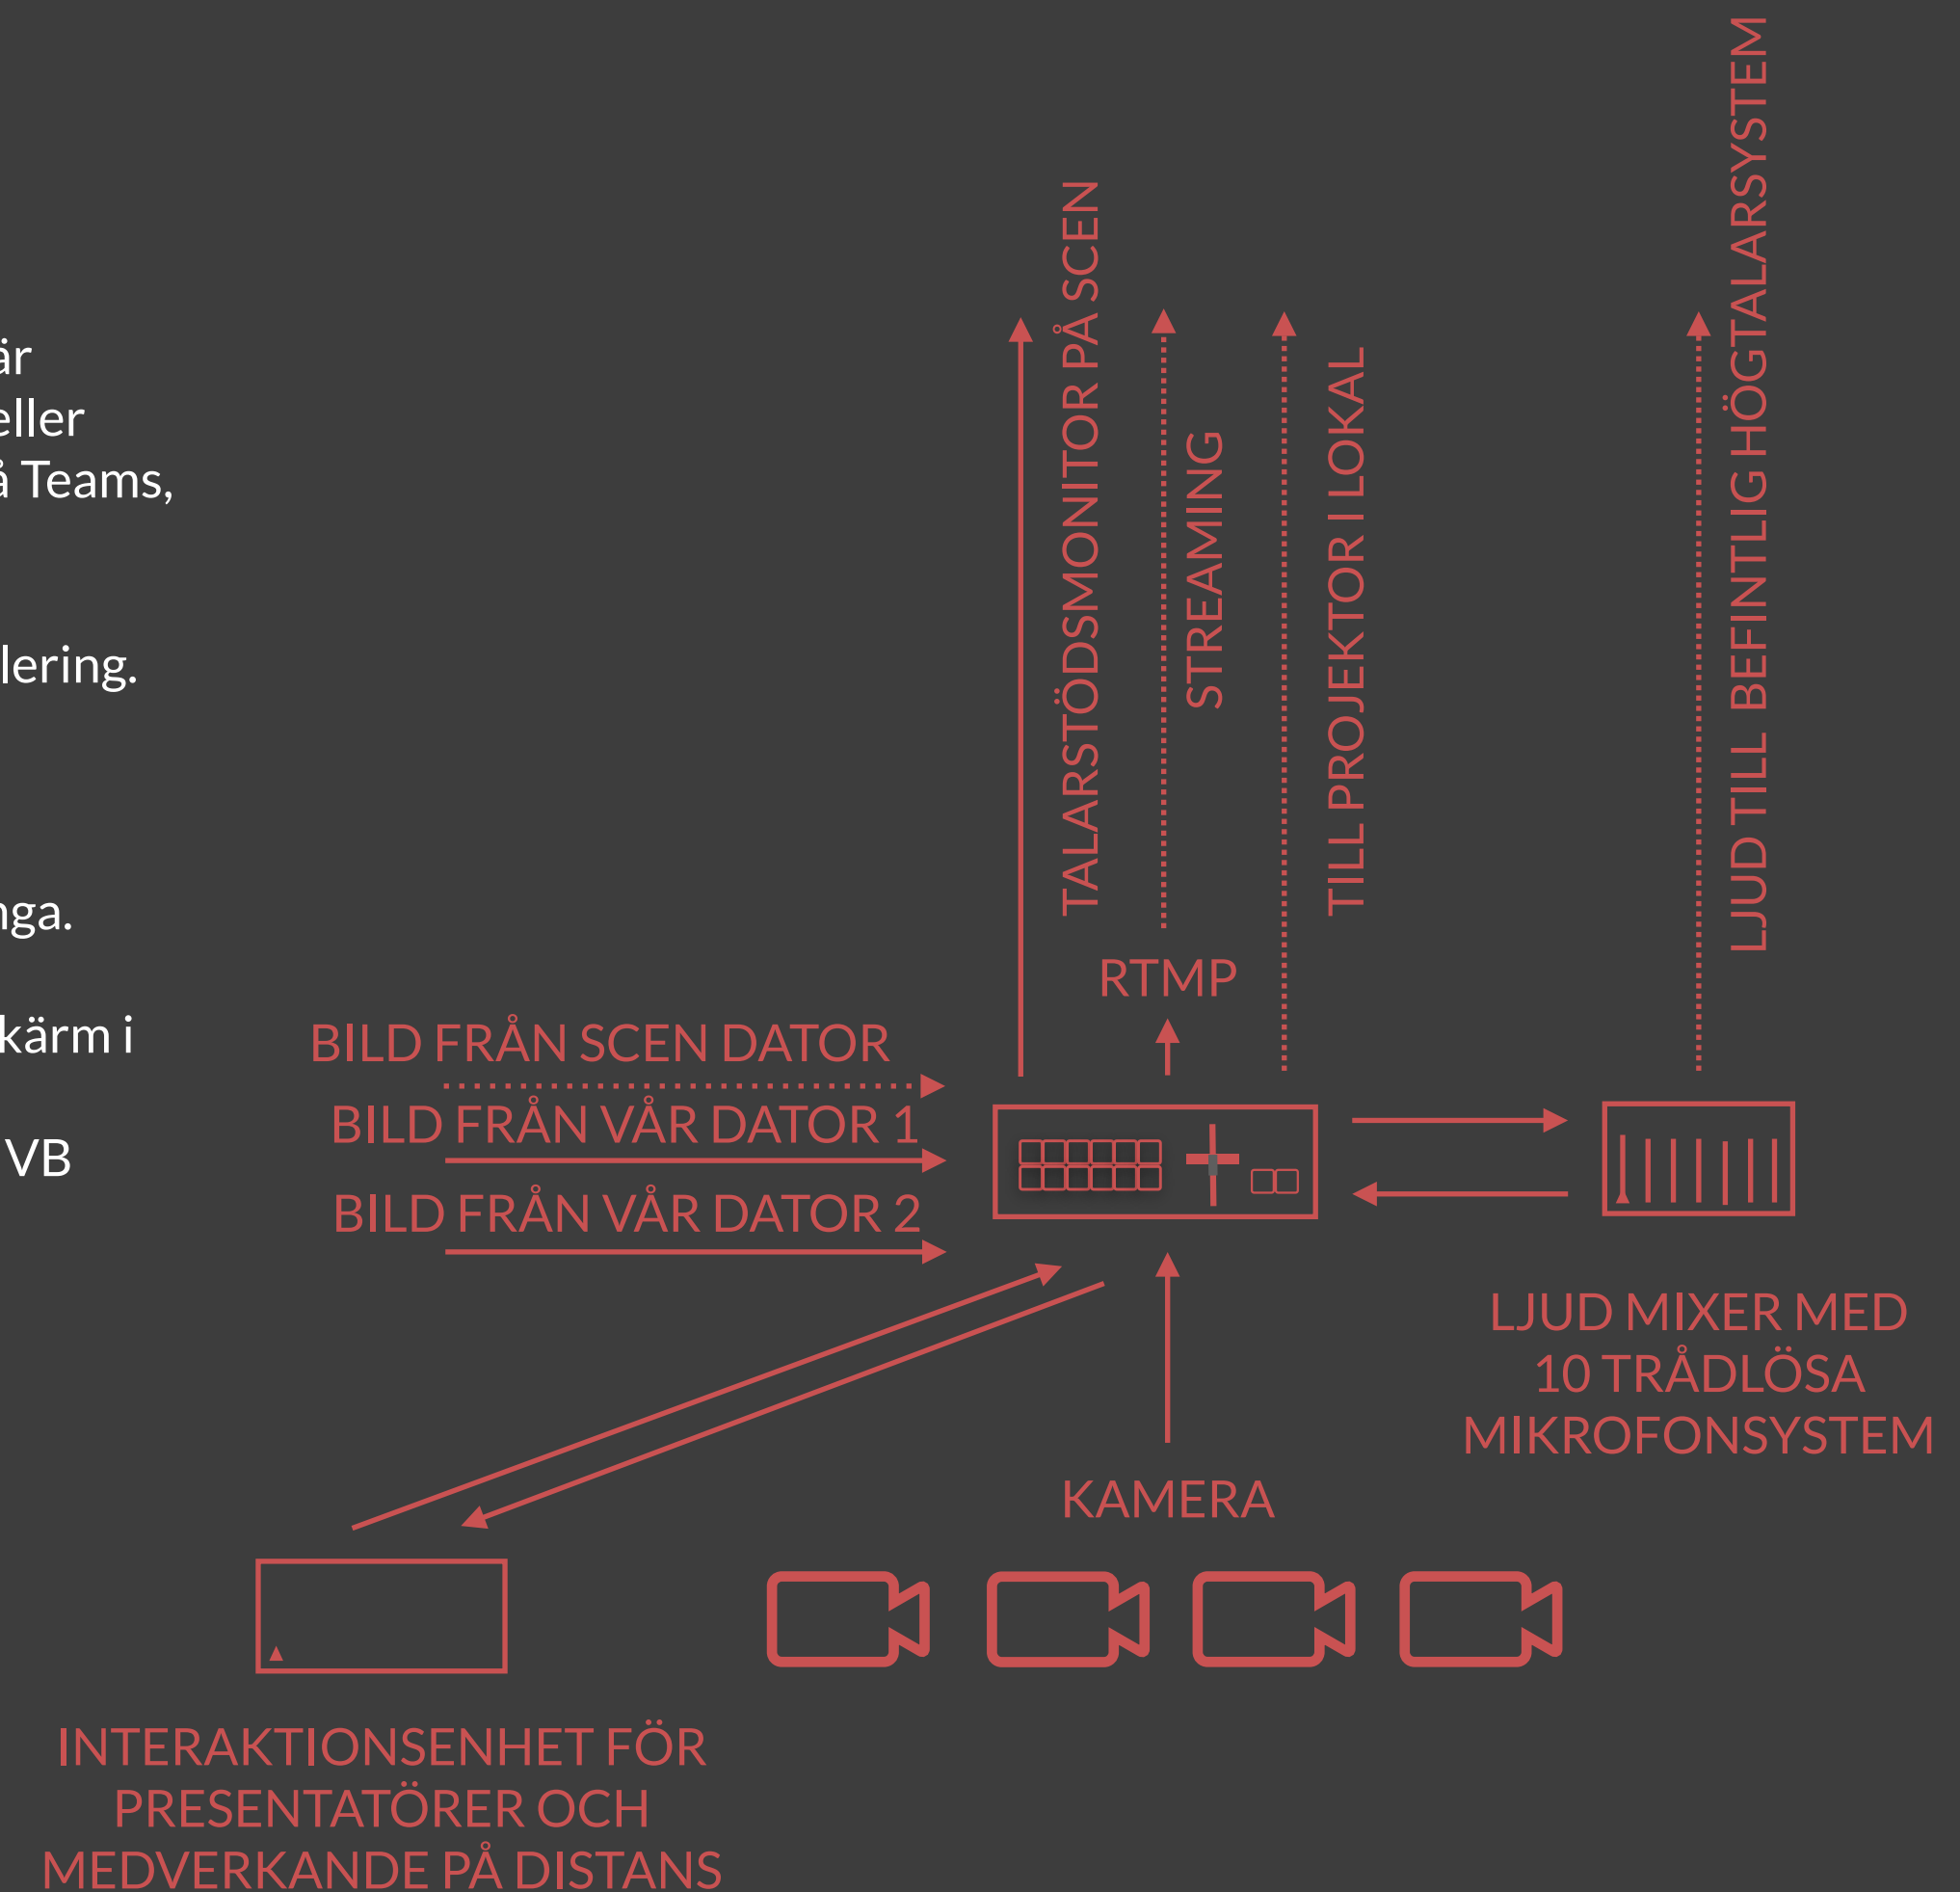 är
eller
å Teams,
lering.
nga.
kärm i
VB
TALARSTÖDSMONITOR PÅ SCEN
STREAMING
TILL PROJEKTOR I LOKAL
LJUD TILL BEFINTLIG HÖGTALARSYSTEM
RTMP
BILD FRÅN SCEN DATOR
BILD FRÅN VÅR DATOR 1
BILD FRÅN VÅR DATOR 2
LJUD MIXER MED
10 TRÅDLÖSA
MIKROFONSYSTEM
KAMERA
INTERAKTIONSENHET FÖR
PRESENTATÖRER OCH
MEDVERKANDE PÅ DISTANS